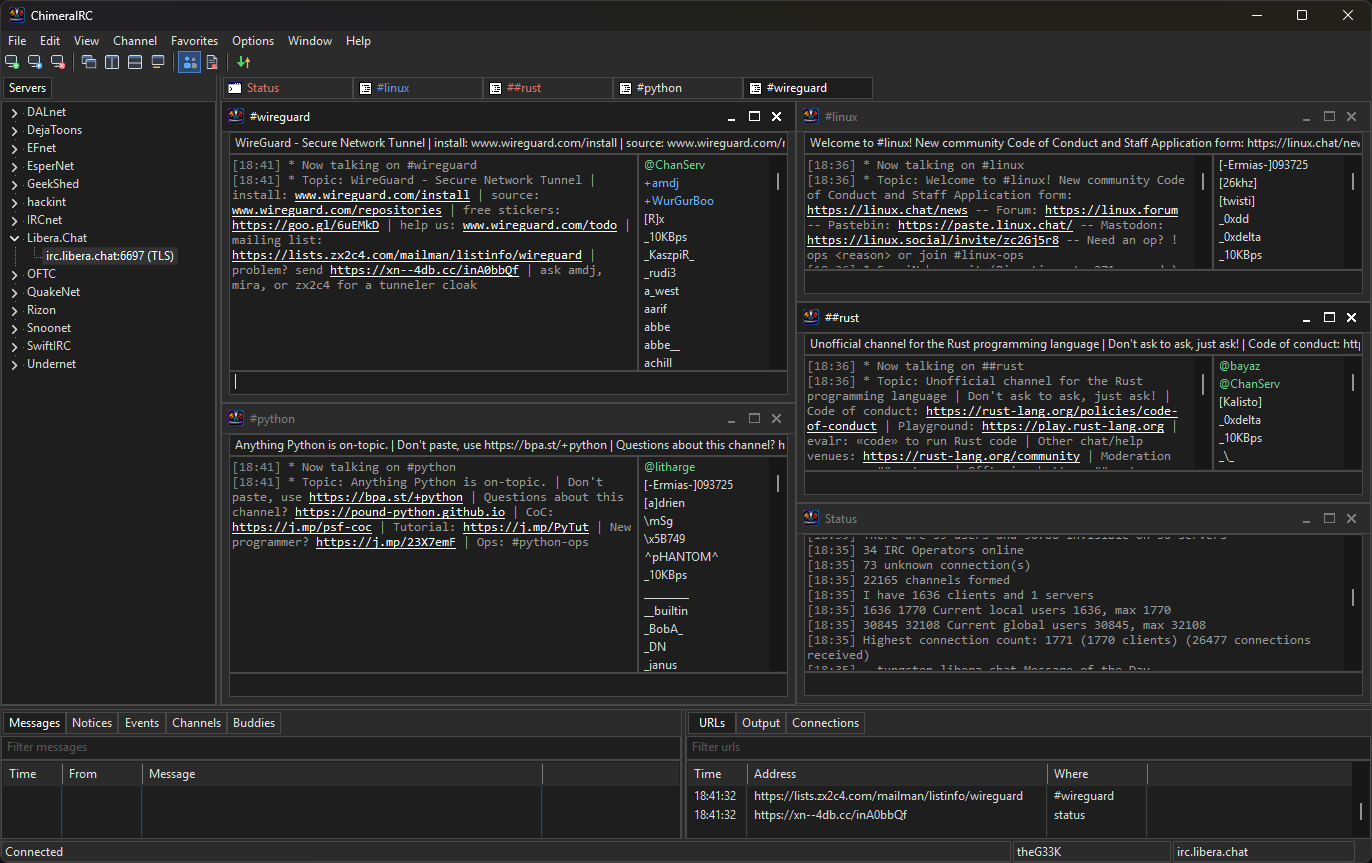 ChimeraIRC
File Edit View Channel Favorites Options Window Help
Servers
DALnet
DejaToons
EFnet
EsperNet
GeekShed
hackint
IRCnet
Libera.Chat
irc.libera.chat:6697 (TLS)
OFTC
QuakeNet
Rizon
Snoonet
SwiftIRC
Undernet
Status #linux ##rust #python #wireguard
#wireguard
WireGuard - Secure Network Tunnel | install: www.wireguard.com/install | source: www.wireguard.com/r
[18:41] * Now talking on #wireguard
[18:41] * Topic: WireGuard - Secure Network Tunnel |
install: www.wireguard.com/install | source:
www.wireguard.com/repositories | free stickers:
https://goo.gl/6uEMkD | help us: www.wireguard.com/todo |
mailing list:
https://lists.zx2c4.com/mailman/listinfo/wireguard |
problem? send https://xn--4db.cc/inA0bbQf | ask amdj,
mira, or zx2c4 for a tunneler cloak
@ChanServ
+amdj
+WurGurBoo
[R]x
_10KBps
_KaszpiR_
_rudi3
a_west
aarif
abbe
abbe__
achill
#python
Anything Python is on-topic. | Don't paste, use https://bpa.st/+python | Questions about this channel? h
[18:41] * Now talking on #python
[18:41] * Topic: Anything Python is on-topic. | Don't
paste, use https://bpa.st/+python | Questions about this
channel? https://pound-python.github.io | CoC:
https://j.mp/psf-coc | Tutorial: https://j.mp/PyTut | New
programmer? https://j.mp/23X7emF | Ops: #python-ops
@litharge
[-Ermias-]093725
[a]drien
\mSg
\x5B749
^pHANTOM^
_10KBps
________
__builtin
_BobA_
_DN
_janus
#linux
Welcome to #linux! New community Code of Conduct and Staff Application form: https://linux.chat/nev
[18:36] * Now talking on #linux
[18:36] * Topic: Welcome to #linux! New community Code
of Conduct and Staff Application form:
https://linux.chat/news -- Forum: https://linux.forum
-- Pastebin: https://paste.linux.chat/ -- Mastodon:
https://linux.social/invite/zc2Gj5r8 -- Need an op? !
ops <reason> or join #linux-ops
[-Ermias-]093725
[26khz]
[twisti]
_0xdd
_0xdelta
_10KBps
##rust
Unofficial channel for the Rust programming language | Don't ask to ask, just ask! | Code of conduct: htt
[18:36] * Now talking on ##rust
[18:36] * Topic: Unofficial channel for the Rust
programming language | Don't ask to ask, just ask! |
Code of conduct: https://rust-lang.org/policies/code-
of-conduct | Playground: https://play.rust-lang.org |
evalr: «code» to run Rust code | Other chat/help
venues: https://rust-lang.org/community | Moderation
@bayaz
@ChanServ
[Kalisto]
_0xdelta
_10KBps
_\_
Status
[18:35] 34 IRC Operators online
[18:35] 73 unknown connection(s)
[18:35] 22165 channels formed
[18:35] I have 1636 clients and 1 servers
[18:35] 1636 1770 Current local users 1636, max 1770
[18:35] 30845 32108 Current global users 30845, max 32108
[18:35] Highest connection count: 1771 (1770 clients) (26477 connections
received)
[18:35] - tungsten.libera.chat Message of the Day
Messages Notices Events Channels Buddies
Filter messages
Time From Message
URLs Output Connections
Filter urls
Time Address Where
18:41:32 https://lists.zx2c4.com/mailman/listinfo/wireguard #wireguard
18:41:32 https://xn--4db.cc/inA0bbQf status
Connected theG33K irc.libera.chat